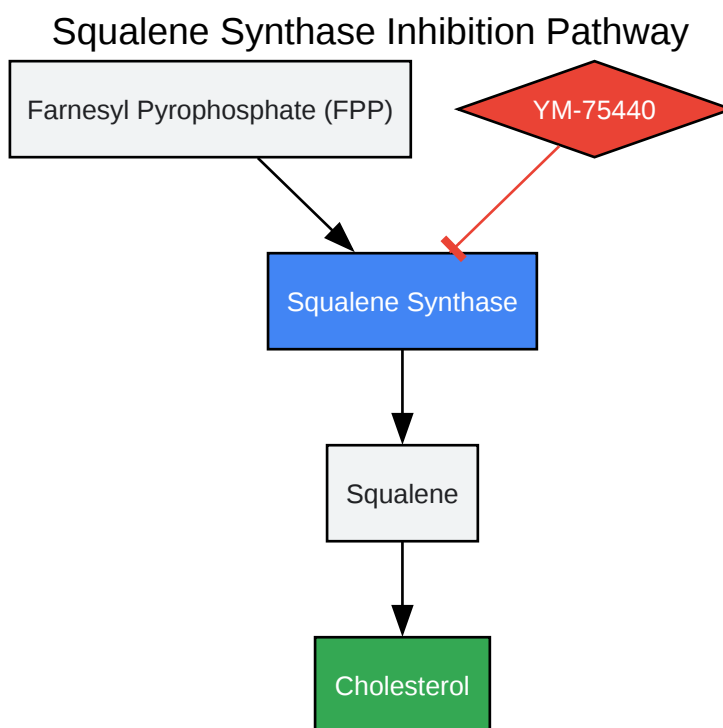 Squalene Synthase Inhibition Pathway
Farnesyl Pyrophosphate (FPP)
YM-75440
Squalene Synthase
Squalene
Cholesterol